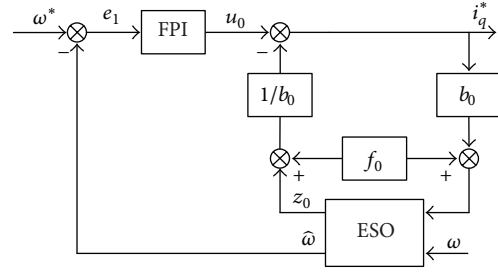 ω* e₁ FPI u₀ i*q
− −
1/b₀ b₀
+ f₀ +
z₀
ω̂ ESO ω